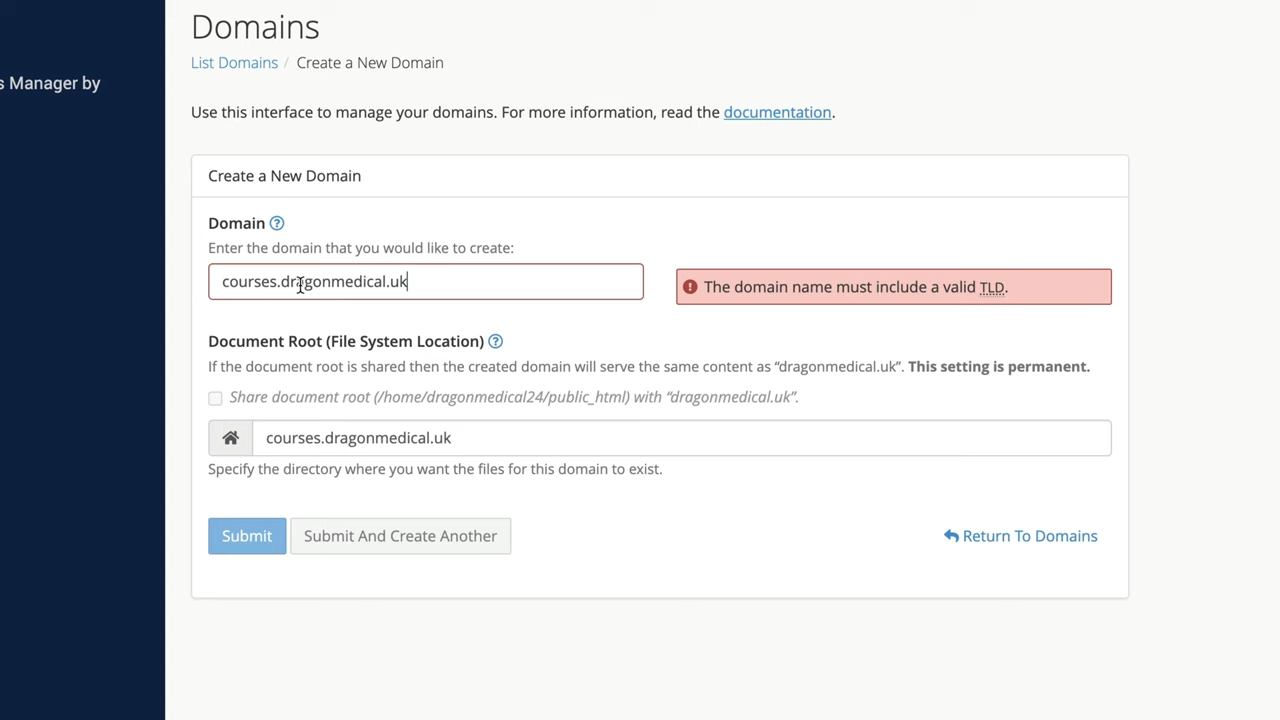 Domains
List Domains / Create a New Domain
s Manager by
Use this interface to manage your domains. For more information, read the documentation.
Create a New Domain
Domain
Enter the domain that you would like to create:
courses.dragonmedical.uk
The domain name must include a valid TLD.
Document Root (File System Location)
If the document root is shared then the created domain will serve the same content as “dragonmedical.uk”. This setting is permanent.
Share document root (/home/dragonmedical24/public_html) with “dragonmedical.uk”.
courses.dragonmedical.uk
Specify the directory where you want the files for this domain to exist.
Submit
Submit And Create Another
Return To Domains